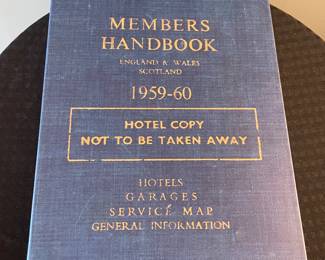 MEMBERS
HANDBOOK
ENGLAND & WALES
SCOTLAND
1959-60
HOTEL COPY
NOT TO BE TAKEN AWAY
HOTELS
GARAGES
SERVICE MAP
GENERAL INFORMATION